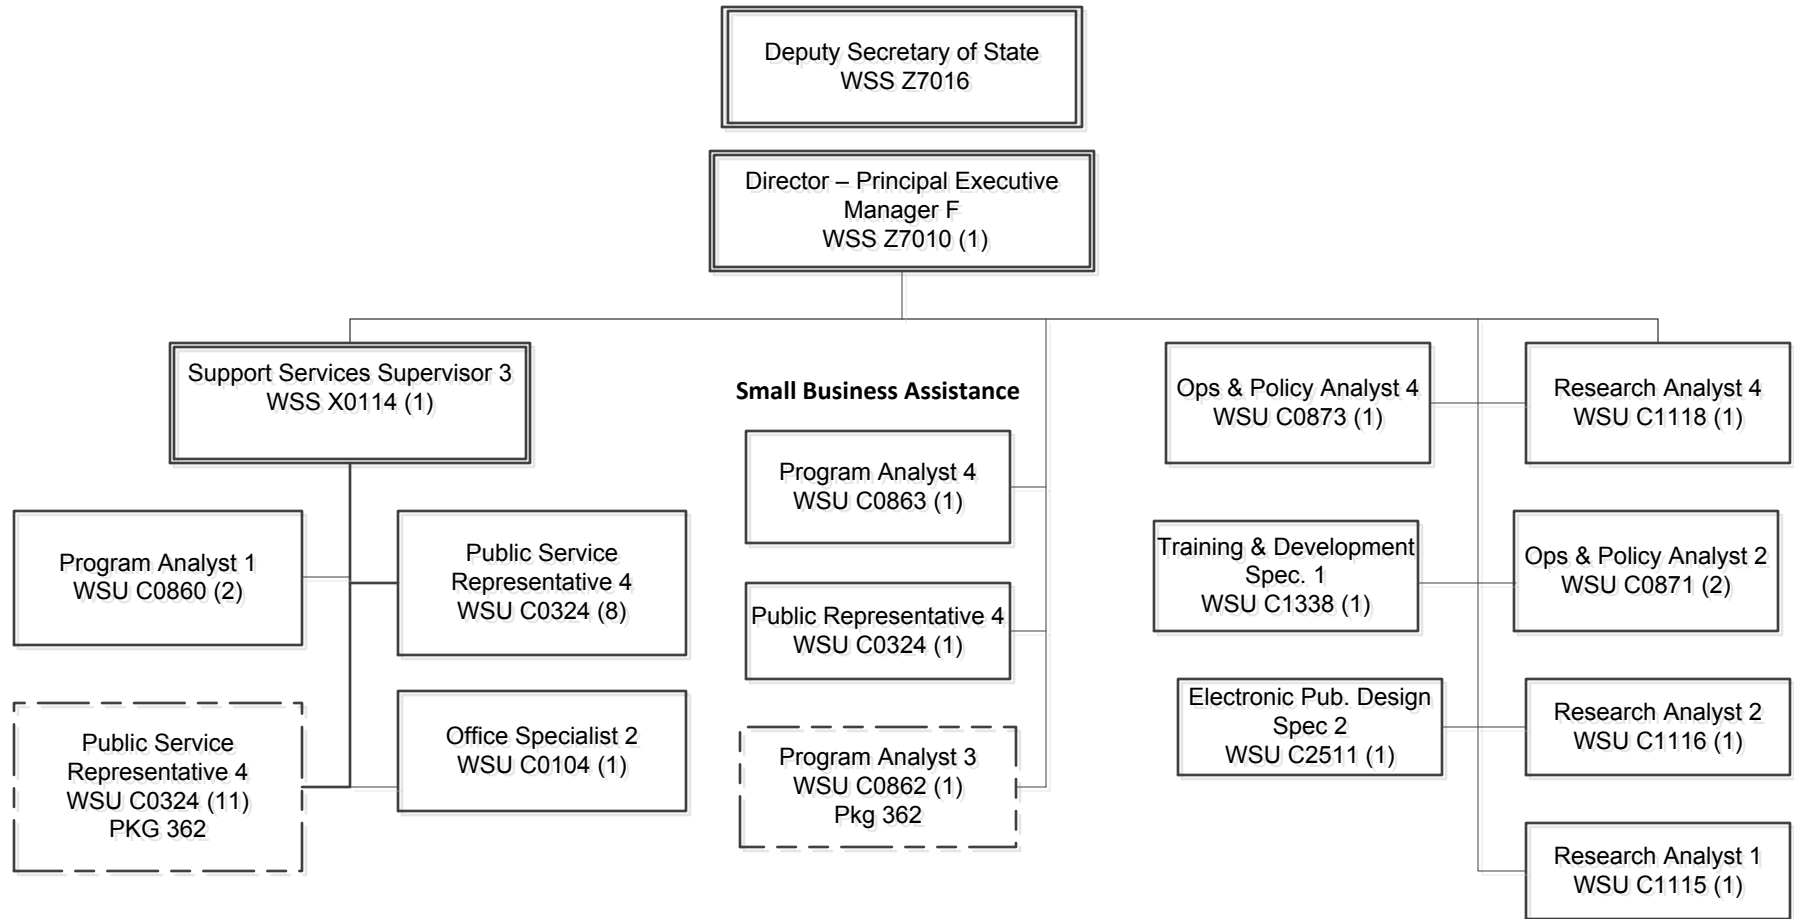 Deputy Secretary of State
WSS Z7016
Director – Principal Executive
Manager F
WSS Z7010 (1)
Support Services Supervisor 3
WSS X0114 (1)
Program Analyst 1
WSU C0860 (2)
Public Service
Representative 4
WSU C0324 (8)
Public Service
Representative 4
WSU C0324 (11)
PKG 362
Office Specialist 2
WSU C0104 (1)
Small Business Assistance
Program Analyst 4
WSU C0863 (1)
Public Representative 4
WSU C0324 (1)
Program Analyst 3
WSU C0862 (1)
Pkg 362
Ops & Policy Analyst 4
WSU C0873 (1)
Research Analyst 4
WSU C1118 (1)
Training & Development
Spec. 1
WSU C1338 (1)
Ops & Policy Analyst 2
WSU C0871 (2)
Electronic Pub. Design
Spec 2
WSU C2511 (1)
Research Analyst 2
WSU C1116 (1)
Research Analyst 1
WSU C1115 (1)